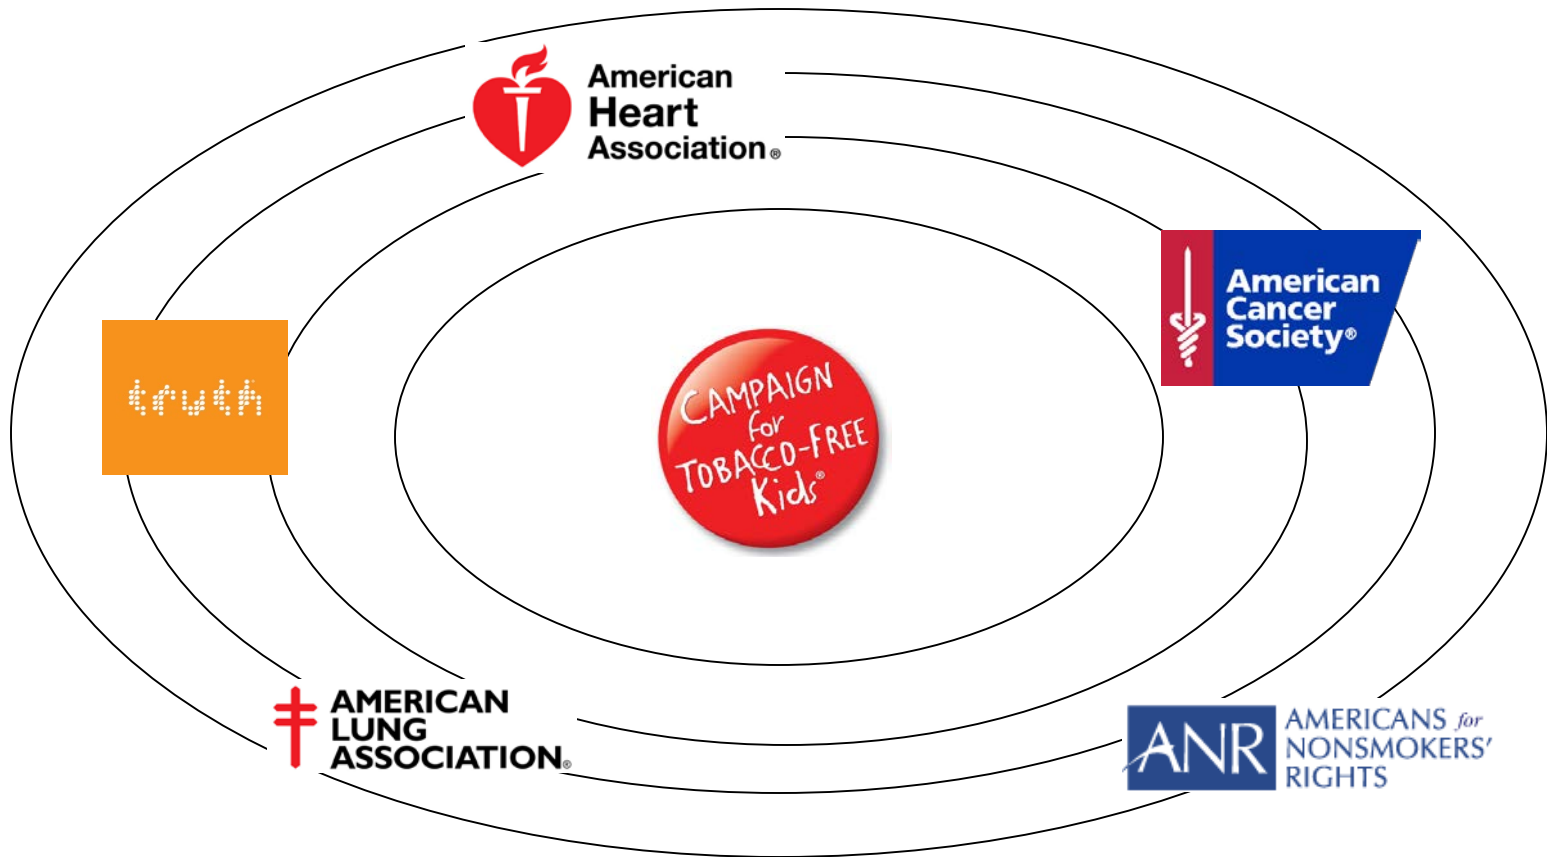 American
Heart
Association®
American
Cancer
Society®
truth
CAMPAIGN
for
TOBACCO-FREE
Kids®
AMERICAN
LUNG
ASSOCIATION®
ANR
AMERICANS for
NONSMOKERS'
RIGHTS